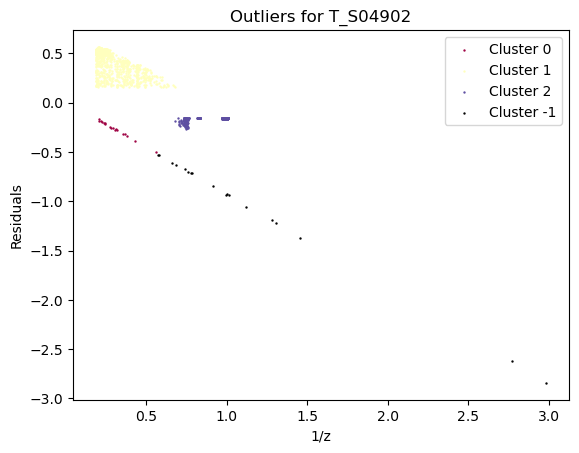 Outliers for T_S04902
Cluster 0
Cluster 1
Cluster 2
Cluster -1
Residuals
0.5
0.0
−0.5
−1.0
−1.5
−2.0
−2.5
−3.0
0.5 1.0 1.5 2.0 2.5 3.0
1/z